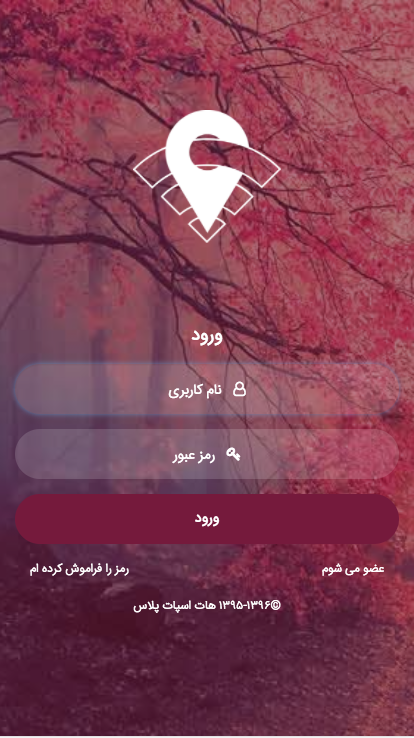 ورود
نام کاربری
رمز عبور
ورود
عضو می شوم
رمز را فراموش کرده ام
©۱۳۹۵-۱۳۹۶ هات اسپات پلاس